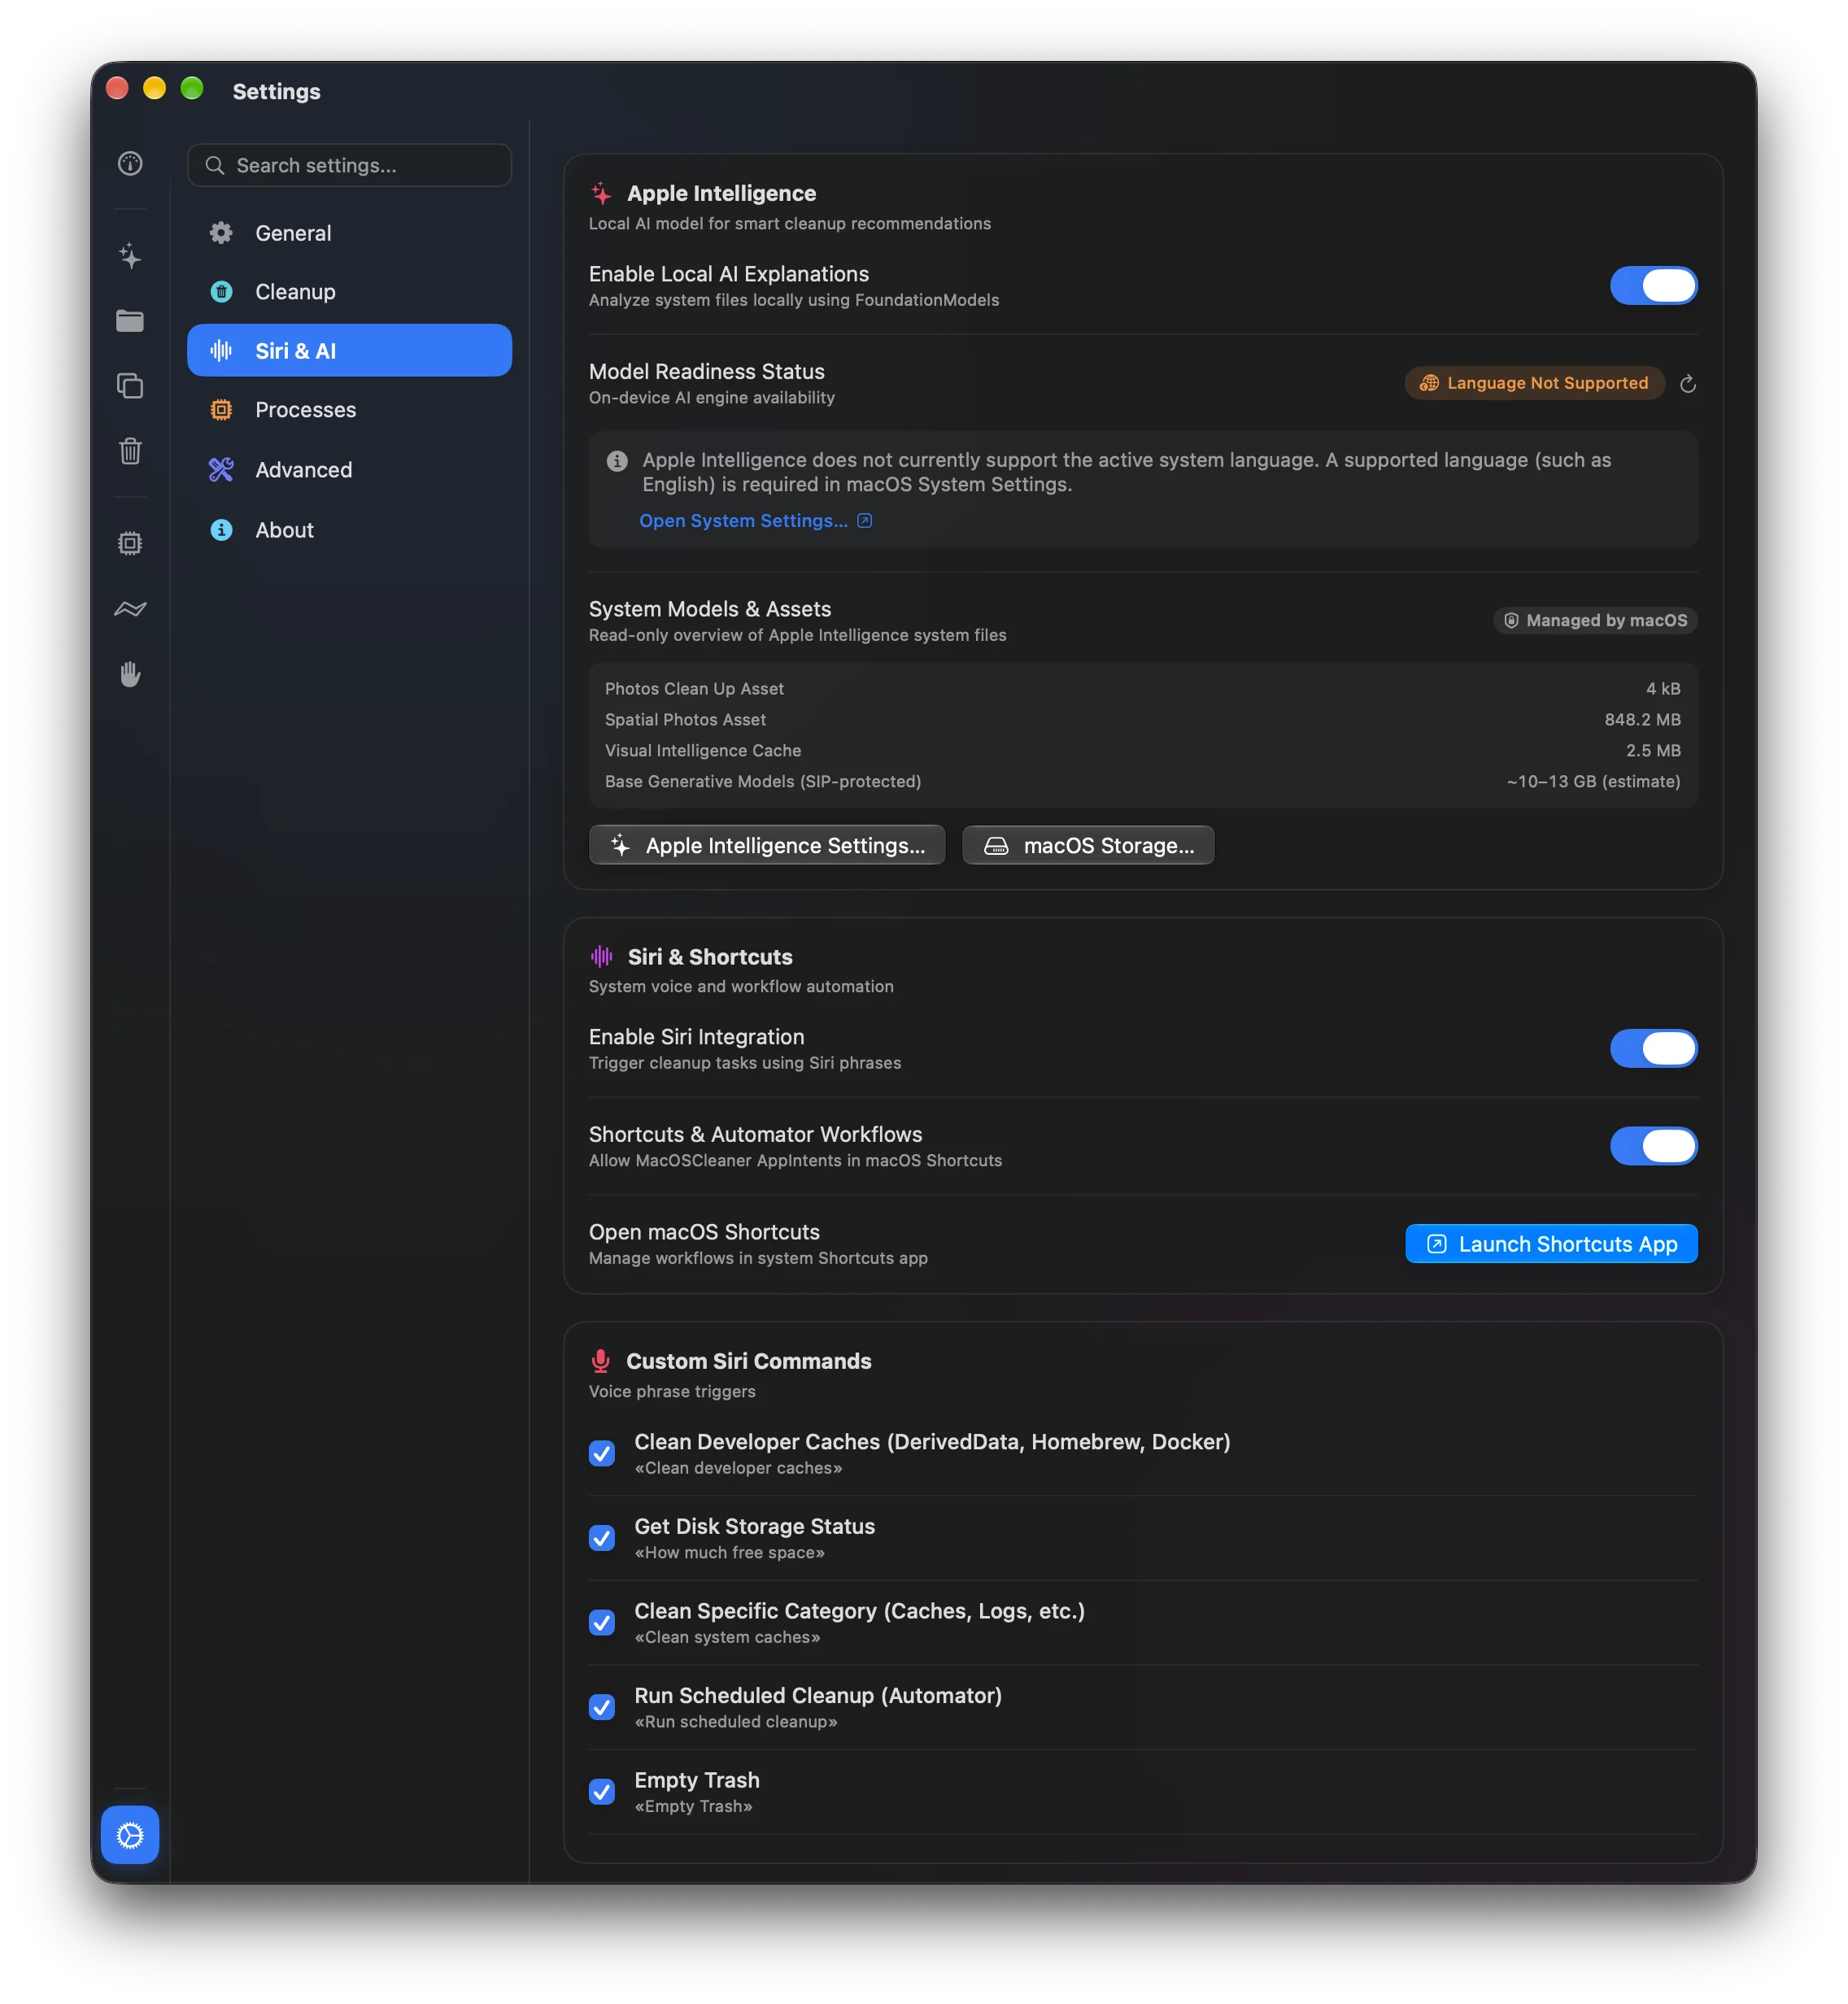 Settings
Search settings...
General
Cleanup
Siri & AI
Processes
Advanced
About
Apple Intelligence
Local AI model for smart cleanup recommendations
Enable Local AI Explanations
Analyze system files locally using FoundationModels
Model Readiness Status
On-device AI engine availability
Language Not Supported
Apple Intelligence does not currently support the active system language. A supported language (such as
English) is required in macOS System Settings.
Open System Settings...
System Models & Assets
Read-only overview of Apple Intelligence system files
Managed by macOS
Photos Clean Up Asset 4 kB
Spatial Photos Asset 848.2 MB
Visual Intelligence Cache 2.5 MB
Base Generative Models (SIP-protected) ~10–13 GB (estimate)
Apple Intelligence Settings... macOS Storage...
Siri & Shortcuts
System voice and workflow automation
Enable Siri Integration
Trigger cleanup tasks using Siri phrases
Shortcuts & Automator Workflows
Allow MacOSCleaner AppIntents in macOS Shortcuts
Open macOS Shortcuts
Manage workflows in system Shortcuts app
Launch Shortcuts App
Custom Siri Commands
Voice phrase triggers
Clean Developer Caches (DerivedData, Homebrew, Docker)
«Clean developer caches»
Get Disk Storage Status
«How much free space»
Clean Specific Category (Caches, Logs, etc.)
«Clean system caches»
Run Scheduled Cleanup (Automator)
«Run scheduled cleanup»
Empty Trash
«Empty Trash»